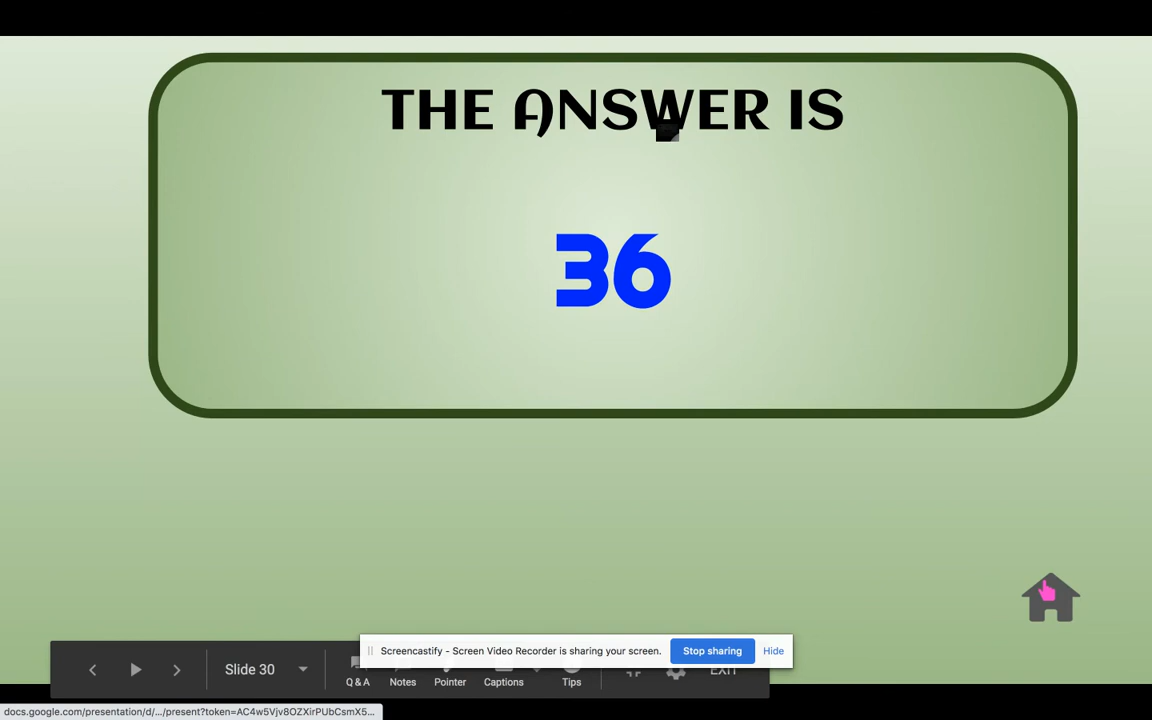 THE ANSWER IS
36
Screencastify - Screen Video Recorder is sharing your screen.
Stop sharing
Hide
Slide 30
Q & A
Notes
Pointer
Captions
Tips
EXIT
docs.google.com/presentation/d/.../present?token=AC4w5Vjv8OZXirPUbCsmX5...